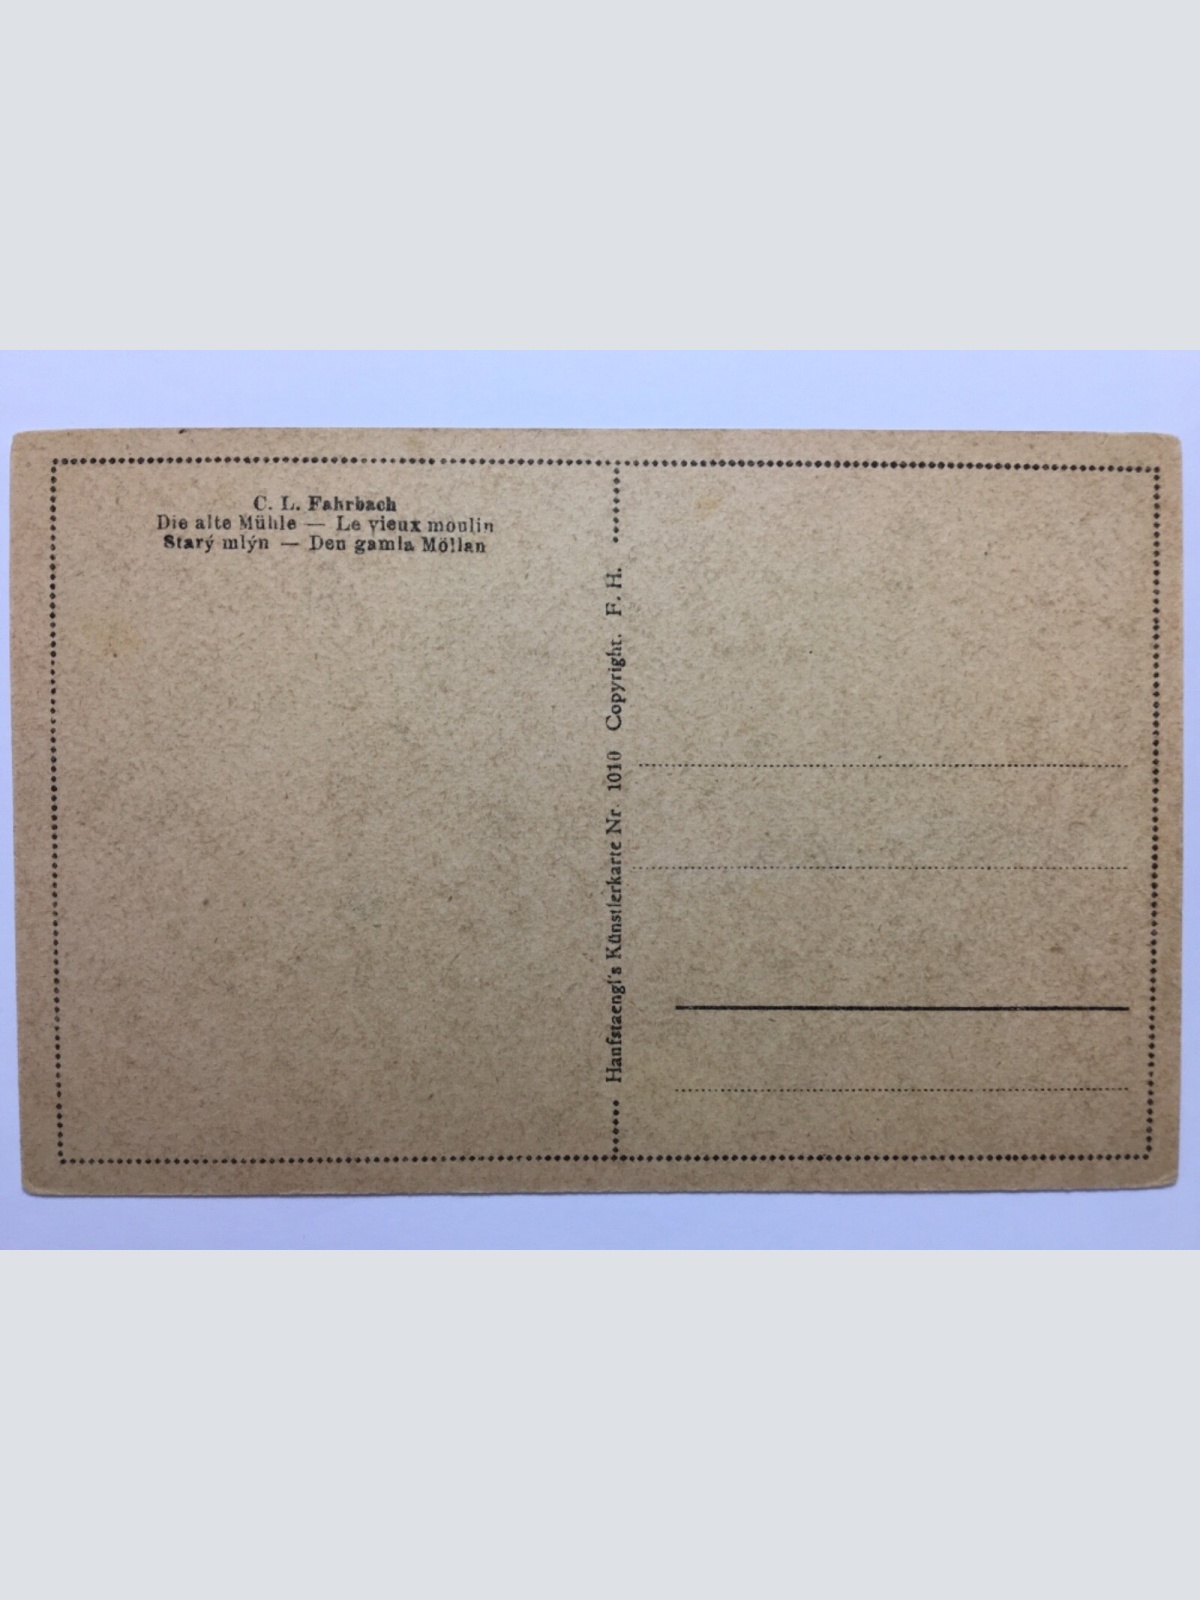 C. L. Fahrbach
Die alte Mühle — Le vieux moulin
Starý mlýn — Den gamla Möllan
Hanfstaengl's Künstlerkarte Nr. 1010 Copyright. F. H.